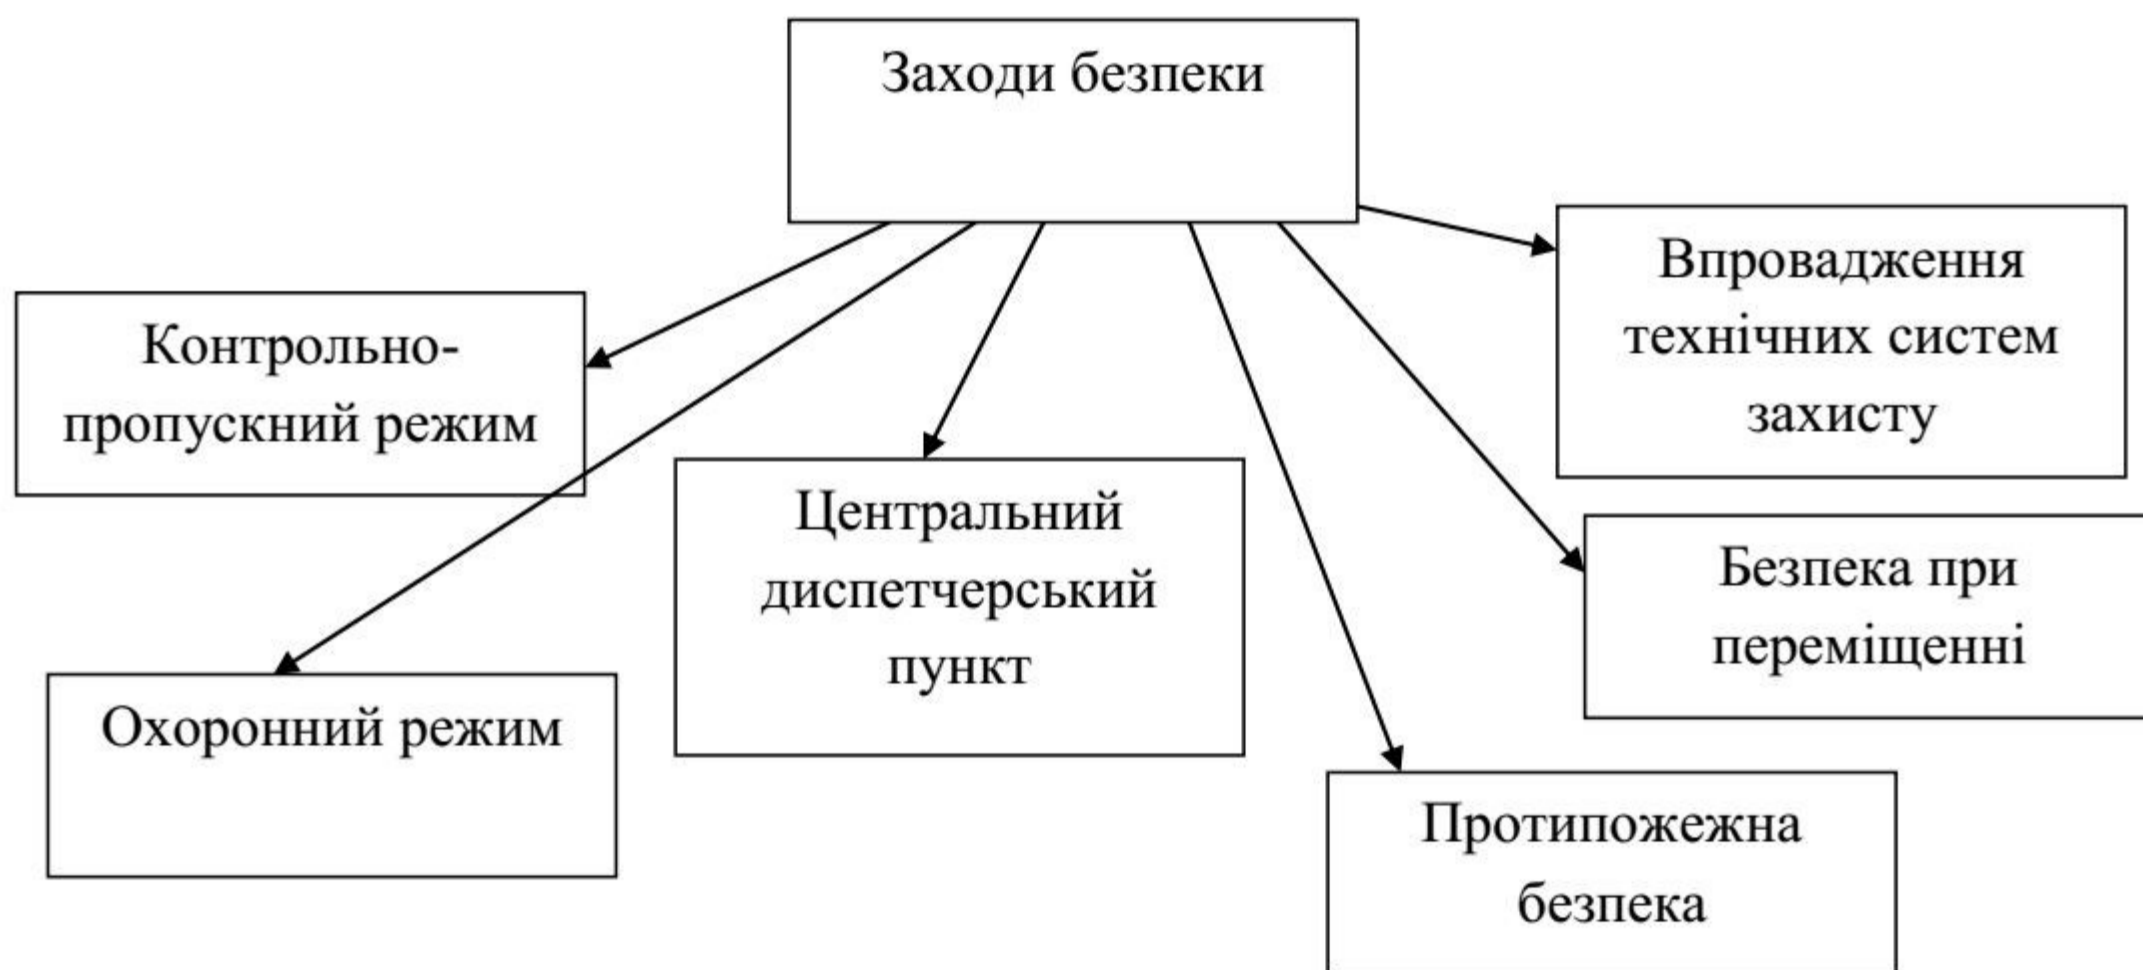 Заходи безпеки
Впровадження
технічних систем
захисту
Контрольно-
пропускний режим
Центральний
диспетчерський
пункт
Безпека при
переміщенні
Охоронний режим
Протипожежна
безпека